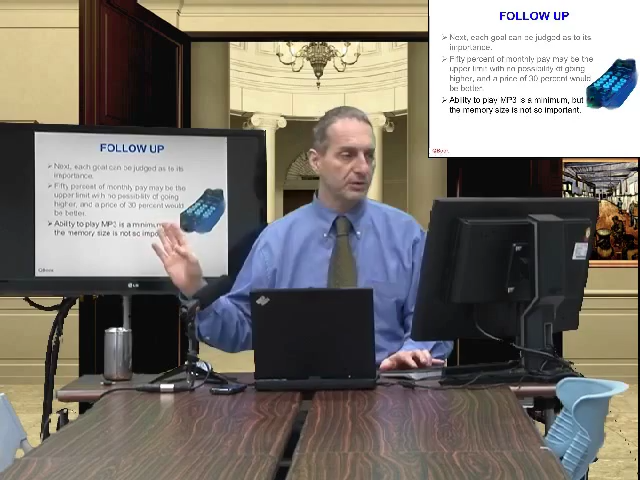 FOLLOW UP
➢ Next, each goal can be judged as to its
importance.
➢ Fifty percent of monthly pay may be the
upper limit with no possibility of going
higher, and a price of 30 percent would
be better.
➢ Ability to play MP3 is a minimum, but
the memory size is not so important.
FOLLOW UP
➢ Next, each goal can be judged as to its
importance.
➢ Fifty percent of monthly pay may be the
upper limit with no possibility of going
higher, and a price of 30 percent would
be better.
➢ Ability to play MP3 is a minimum
the memory size is not so
LG